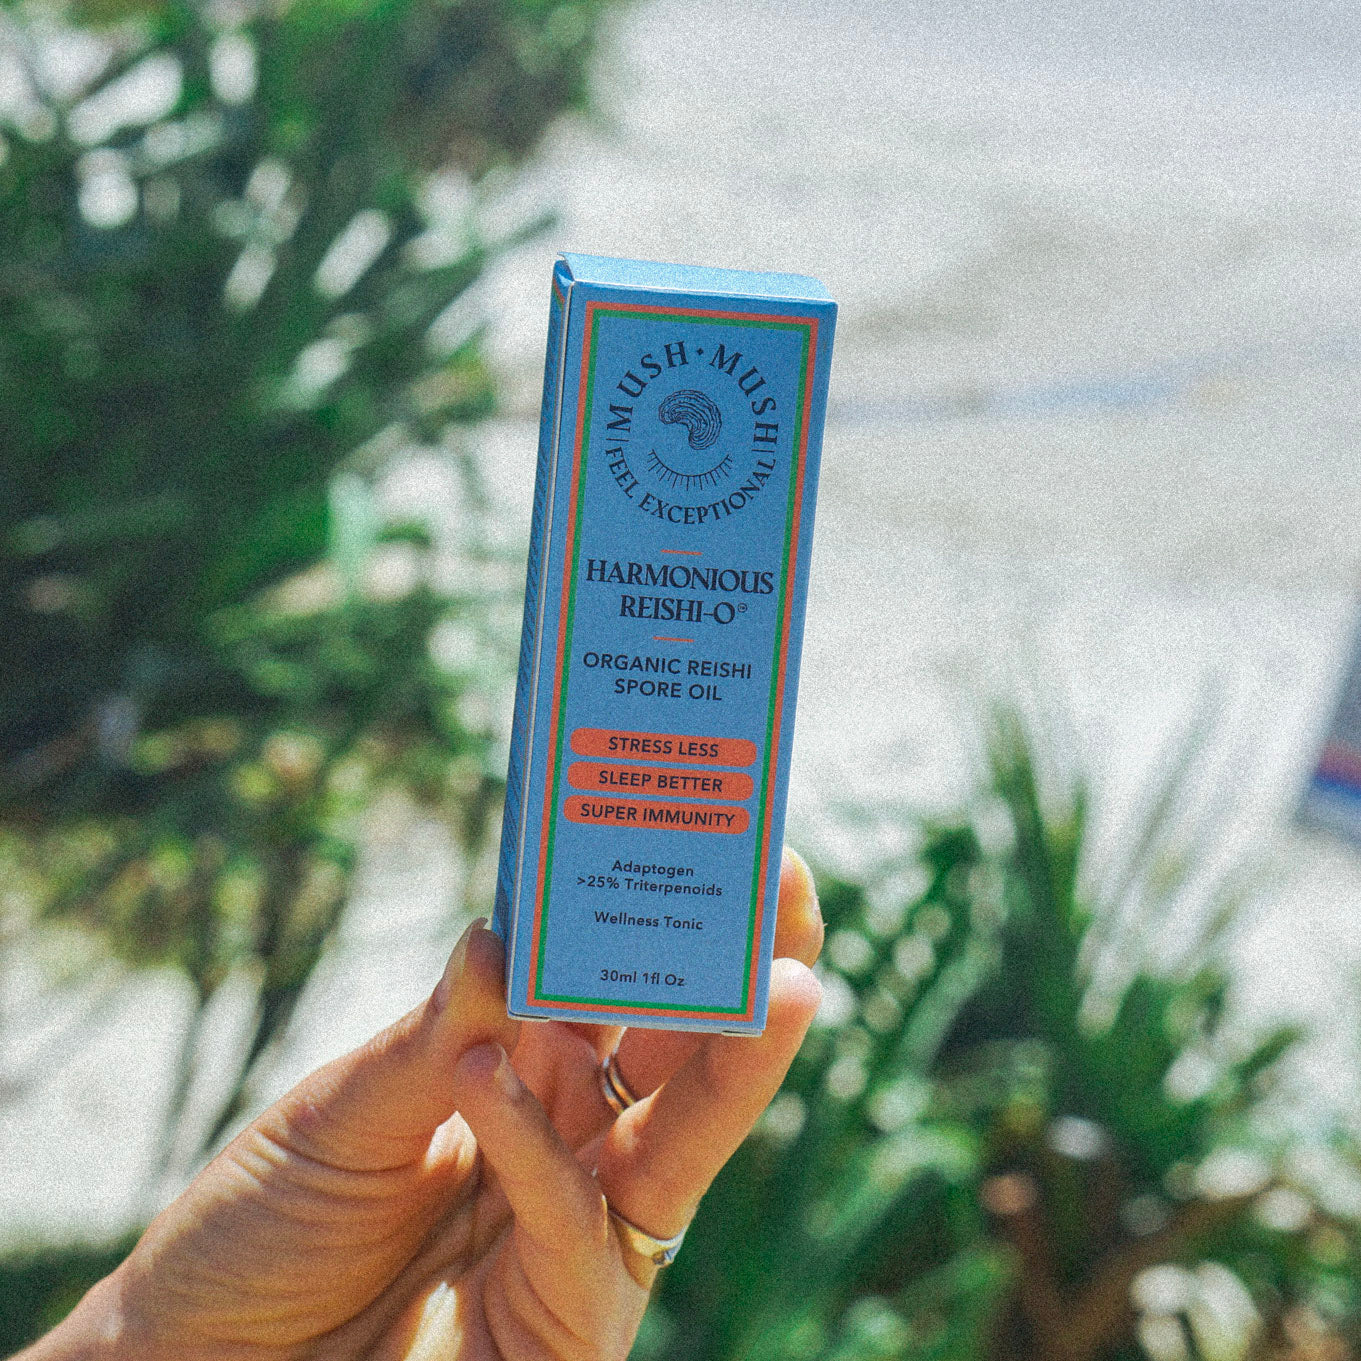 MUSH · MUSH
FEEL EXCEPTIONAL
HARMONIOUS
REISHI-O
ORGANIC REISHI
SPORE OIL
STRESS LESS
SLEEP BETTER
SUPER IMMUNITY
Adaptogen
>25% Triterpenoids
Wellness Tonic
30ml 1fl Oz